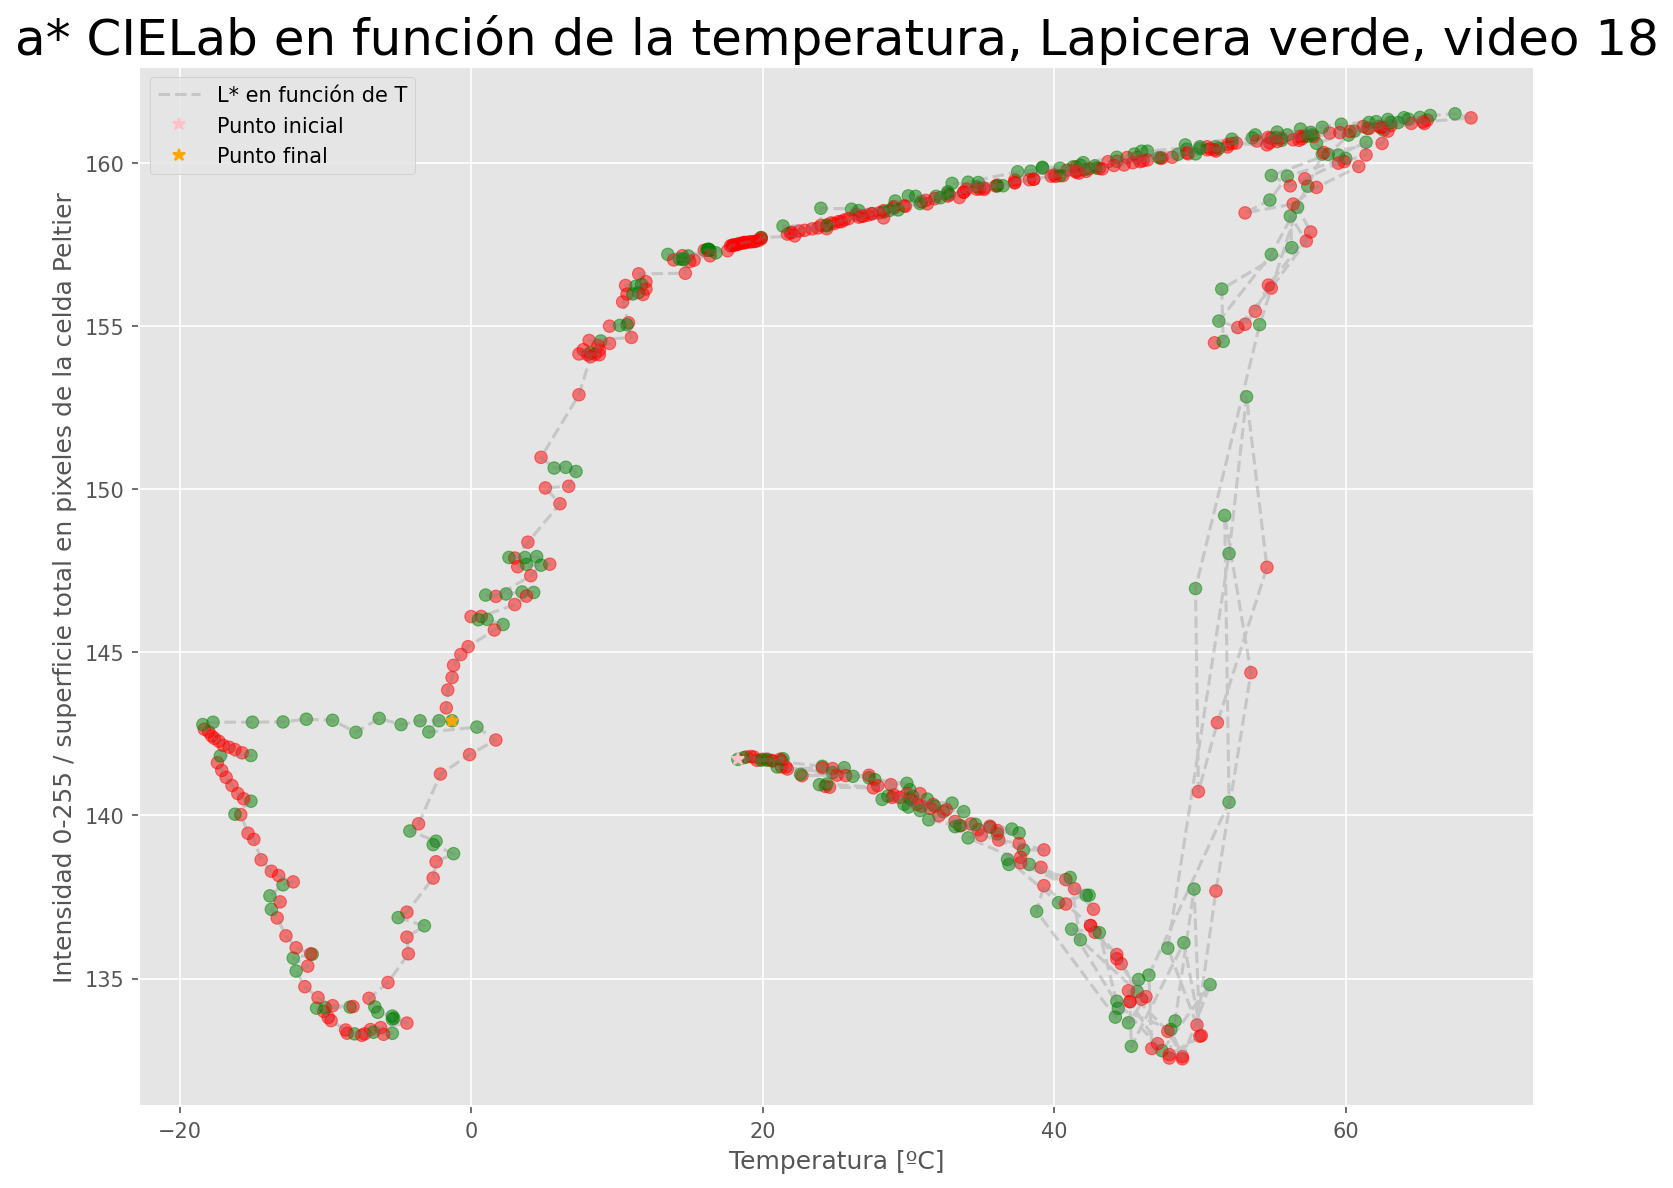 a* CIELab en función de la temperatura, Lapicera verde, video 18
L* en función de T
Punto inicial
Punto final
Intensidad 0-255 / superficie total en pixeles de la celda Peltier
160
155
150
145
140
135
−20
0
20
40
60
Temperatura [ºC]